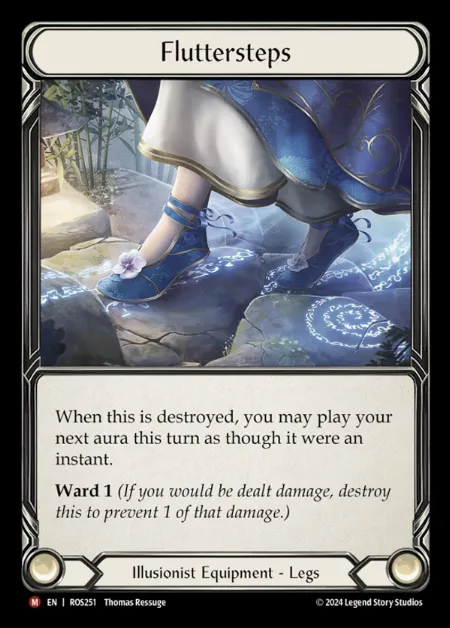 Fluttersteps
When this is destroyed, you may play your
next aura this turn as though it were an
instant.
Ward 1 (If you would be dealt damage, destroy
this to prevent 1 of that damage.)
Illusionist Equipment - Legs
M EN | ROS251 Thomas Ressuge © 2024 Legend Story Studios